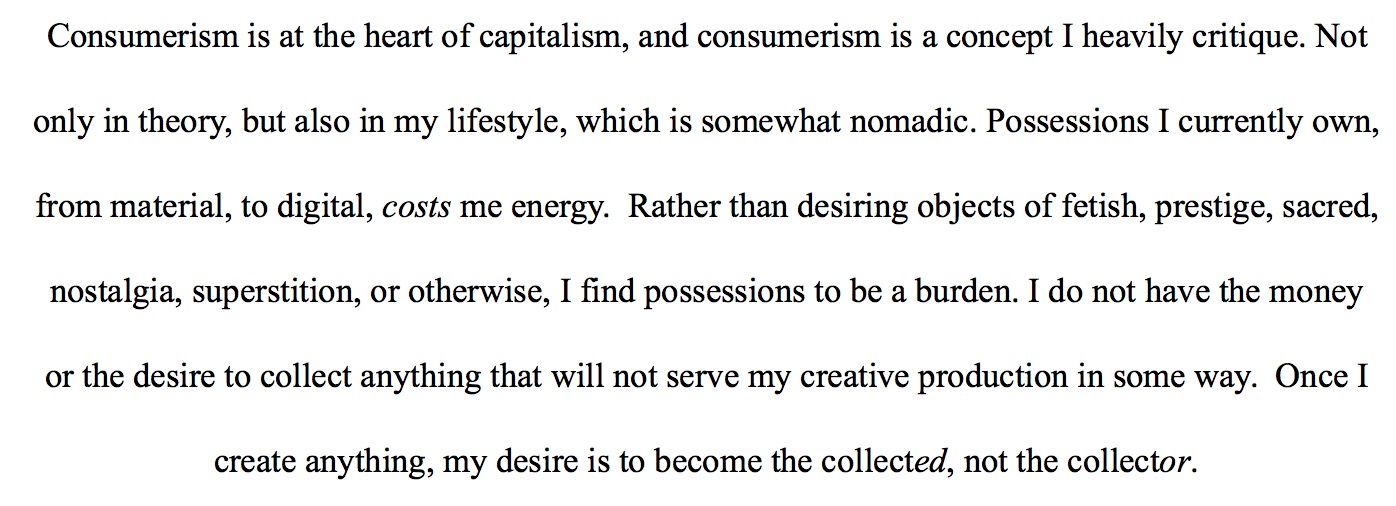 Consumerism is at the heart of capitalism, and consumerism is a concept I heavily critique. Not
only in theory, but also in my lifestyle, which is somewhat nomadic. Possessions I currently own,
from material, to digital, costs me energy.  Rather than desiring objects of fetish, prestige, sacred,
nostalgia, superstition, or otherwise, I find possessions to be a burden. I do not have the money
or the desire to collect anything that will not serve my creative production in some way.  Once I
create anything, my desire is to become the collected, not the collector.